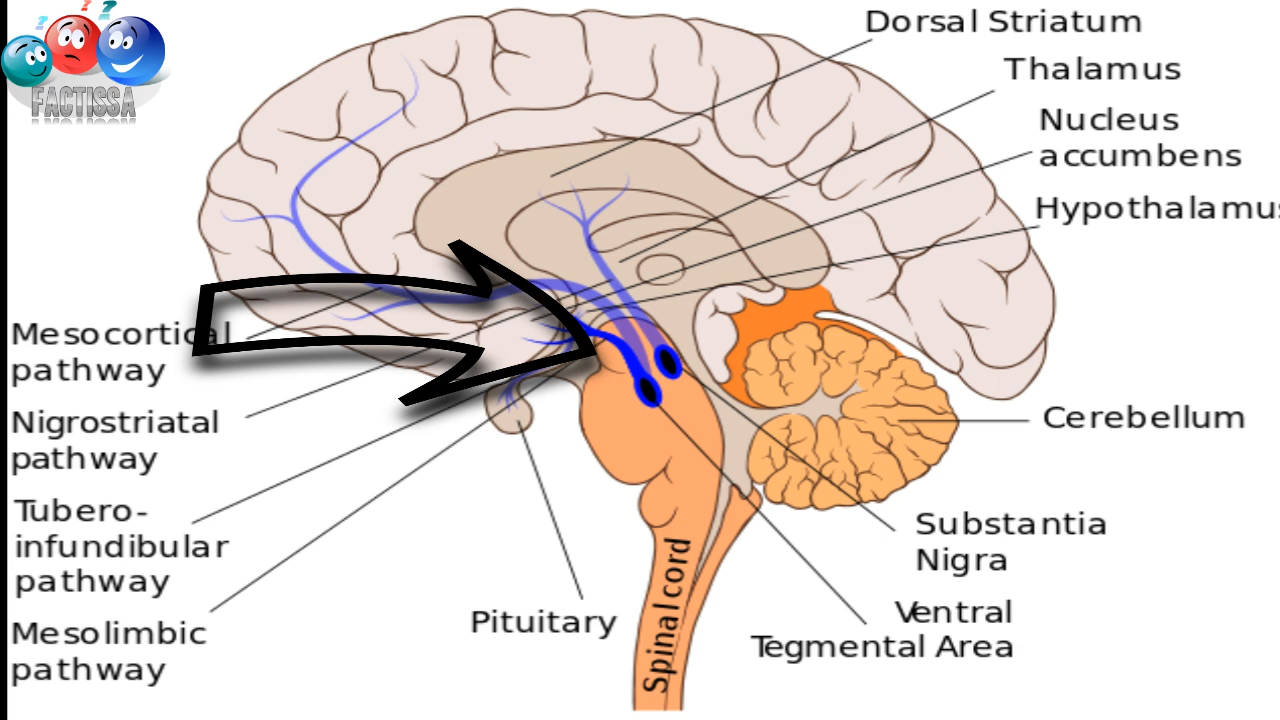 ?? ? ??
FACTISSA
Dorsal Striatum
Thalamus
Nucleus
accumbens
Hypothalamus
Mesocortical
pathway
Nigrostriatal
pathway
Tubero-
infundibular
pathway
Mesolimbic
pathway
Pituitary
Spinal cord
Cerebellum
Substantia
Nigra
Ventral
Tegmental Area